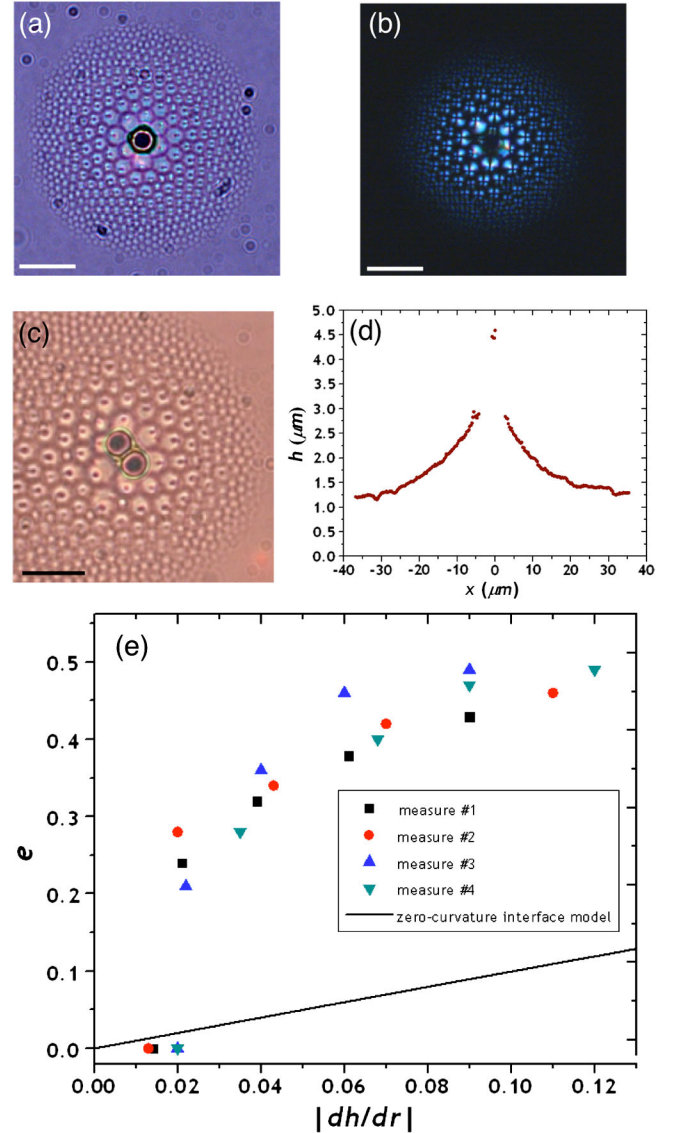 (a)
(b)
(c)
(d)
5.0
4.5
4.0
3.5
3.0
2.5
2.0
1.5
1.0
0.5
0.0
h (μm)
-40 -30 -20 -10 0 10 20 30 40
x (μm)
(e)
0.5
0.4
0.3
0.2
0.1
0.0
e
measure #1
measure #2
measure #3
measure #4
zero-curvature interface model
0.00 0.02 0.04 0.06 0.08 0.10 0.12
|dh/dr|